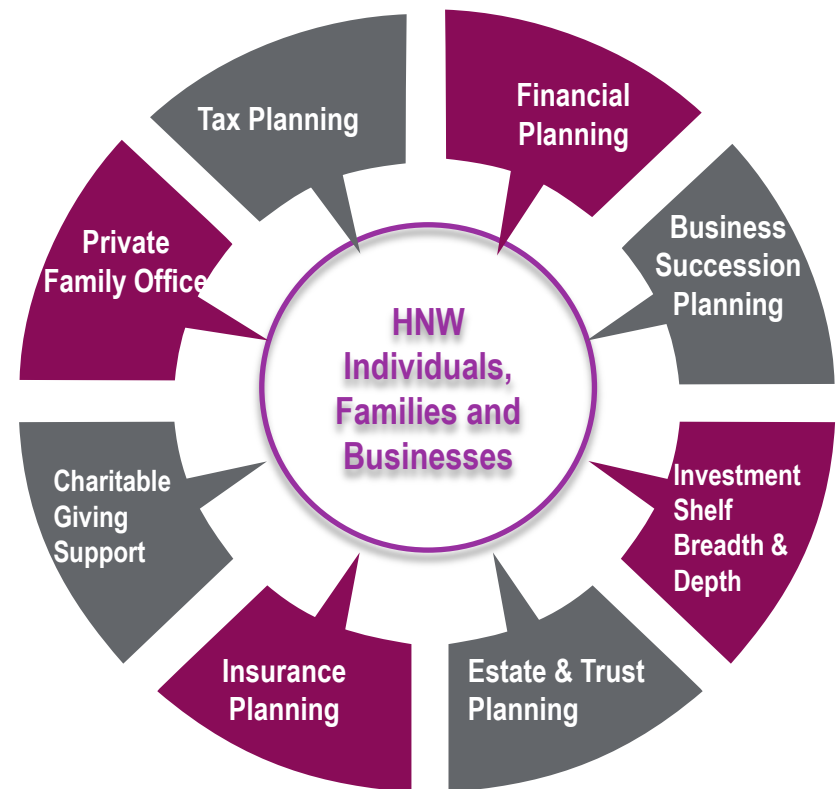 Tax Planning
Financial
Planning
Private
Family Office
Business
Succession
Planning
HNW
Individuals,
Families and
Businesses
Charitable
Giving
Support
Investment
Shelf
Breadth &
Depth
Insurance
Planning
Estate & Trust
Planning